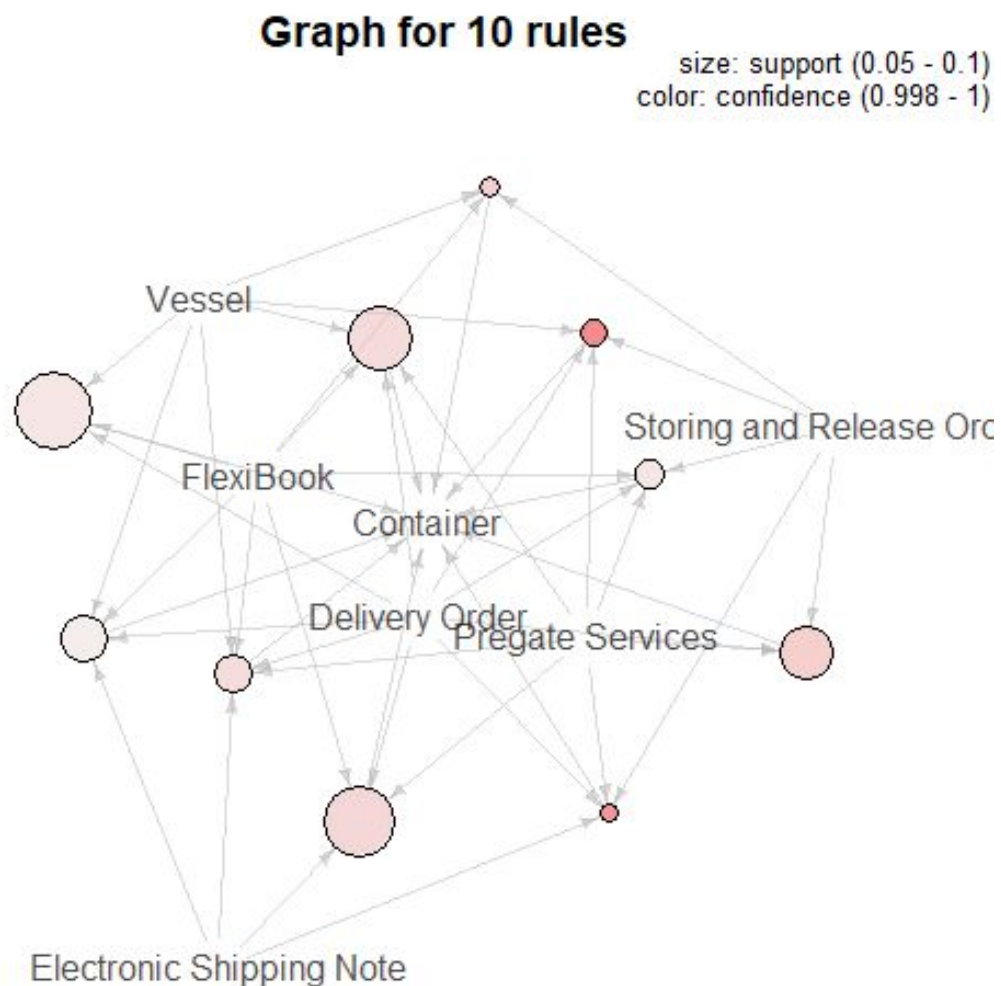 Graph for 10 rules
size: support (0.05 - 0.1)
color: confidence (0.998 - 1)
Vessel
Storing and Release Ord
FlexiBook
Container
Delivery Order
Pregate Services
Electronic Shipping Note